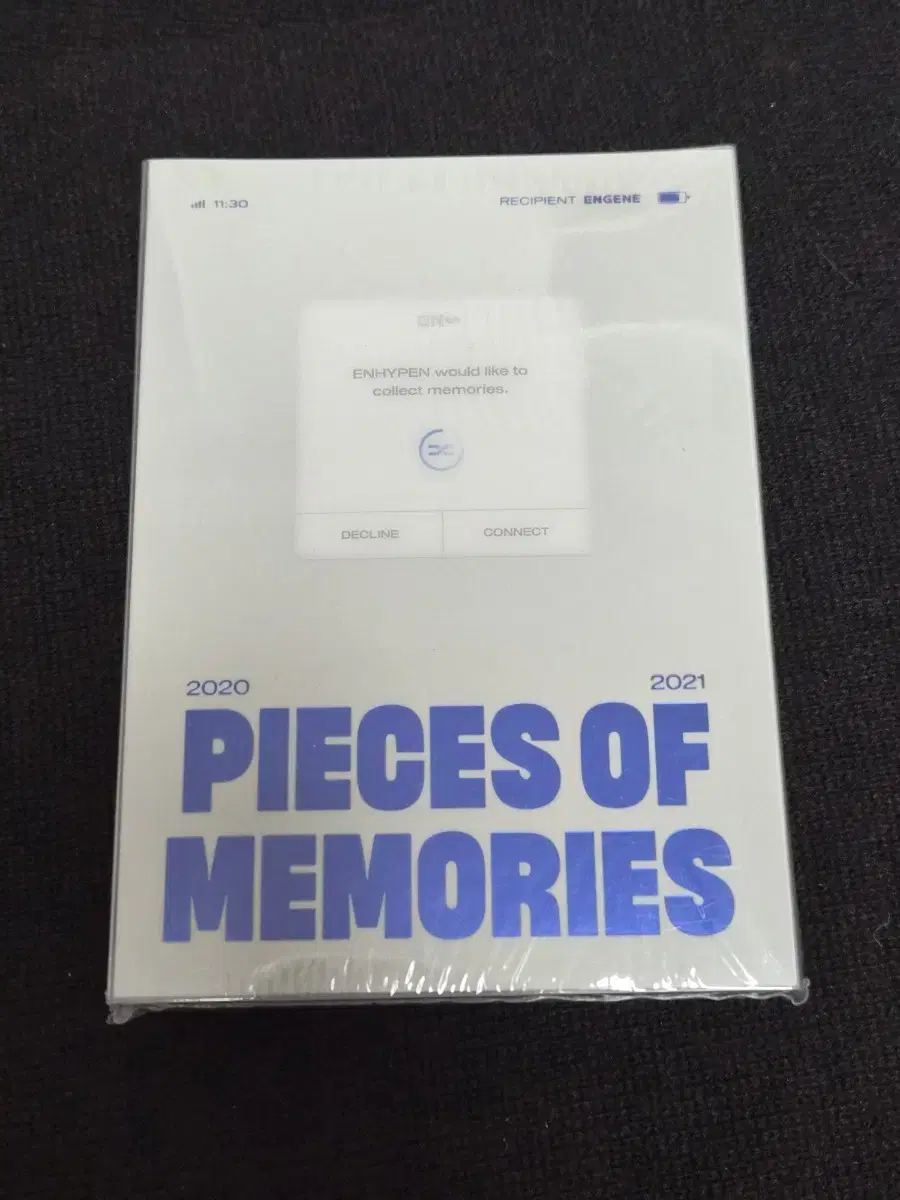 11:30 RECIPIENT ENGENE
ENHYPEN would like to
collect memories.
DECLINE CONNECT
2020 2021
PIECES OF
MEMORIES